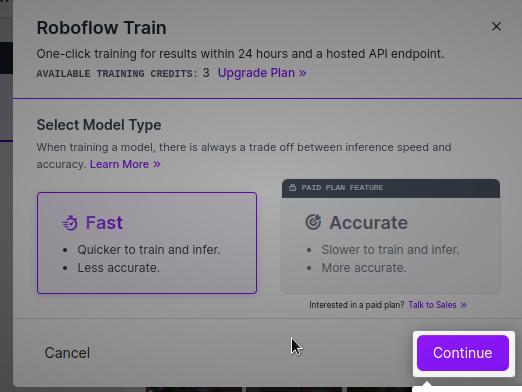 Roboflow Train
One-click training for results within 24 hours and a hosted API endpoint.
AVAILABLE TRAINING CREDITS: 3 Upgrade Plan »
Select Model Type
When training a model, there is always a trade off between inference speed and
accuracy. Learn More »
Fast
• Quicker to train and infer.
• Less accurate.
PAID PLAN FEATURE
Accurate
• Slower to train and infer.
• More accurate.
Interested in a paid plan? Talk to Sales »
Cancel
Continue